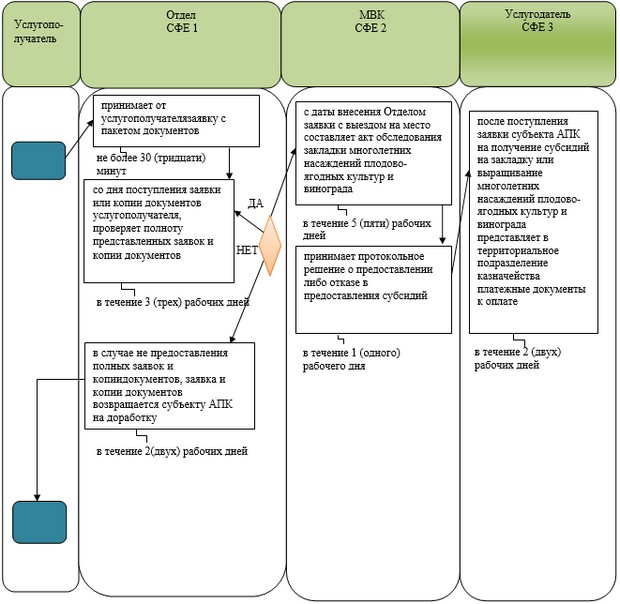 Услугопо-
лучатель
Отдел
СФЕ 1
МВК
СФЕ 2
Услугодатель
СФЕ 3
принимает от
услугополучателязаявку с
пакетом документов
не более 30 (тридцати)
минут
со дня поступления заявки
или копии документов
услугополучателя,
проверяет полноту
представленных заявок и
копии документов
в течение 3 (трех) рабочих дней
ДА
НЕТ
в случае не предоставления
полных заявок и
копиидокументов, заявка и
копии документов
возвращается субъекту АПК
на доработку
в течение 2(двух) рабочих дней
с даты внесения Отделом
заявки с выездом на место
составляет акт обследования
закладки многолетних
насаждений плодово-
ягодных культур и
винограда
в течение 5 (пяти) рабочих
дней
принимает протокольное
решение о предоставлении
либо отказе в
предоставления субсидий
в течение 1 (одного)
рабочего дня
после поступления
заявки субъекта АПК
на получение субсидий
на закладку или
выращивание
многолетних
насаждений плодово-
ягодных культур и
винограда
представляет в
территориальное
подразделение
казначейства
платежные документы
к оплате
в течение 2 (двух)
рабочих дней